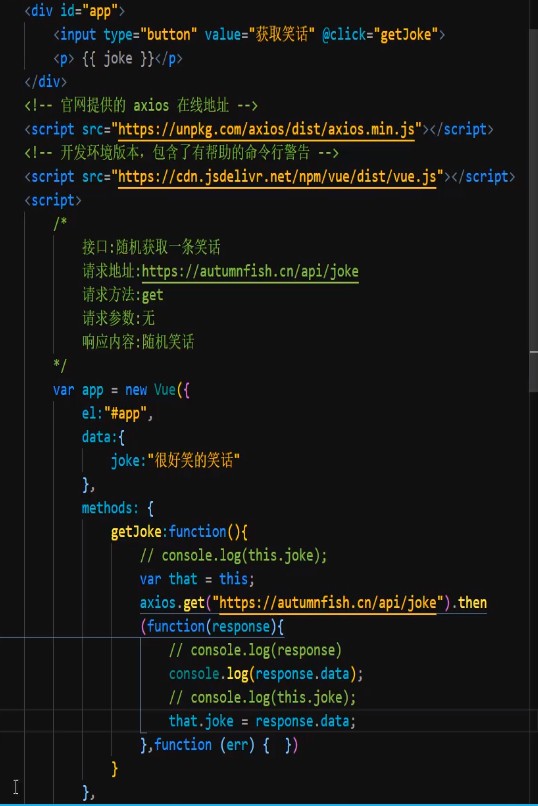 <div id="app">
<input type="button" value="获取笑话" @click="getJoke">
<p> {{ joke }}</p>
</div>
<!-- 官网提供的 axios 在线地址 -->
<script src="https://unpkg.com/axios/dist/axios.min.js"></script>
<!-- 开发环境版本，包含了有帮助的命令行警告 -->
<script src="https://cdn.jsdelivr.net/npm/vue/dist/vue.js"></script>
<script>
/*
接口:随机获取一条笑话
请求地址:https://autumnfish.cn/api/joke
请求方法:get
请求参数:无
响应内容:随机笑话
*/
var app = new Vue({
el:"#app",
data:{
joke:"很好笑的笑话"
},
methods: {
getJoke:function(){
// console.log(this.joke);
var that = this;
axios.get("https://autumnfish.cn/api/joke").then
(function(response){
// console.log(response)
console.log(response.data);
// console.log(this.joke);
that.joke = response.data;
},function (err) {  })
}
},